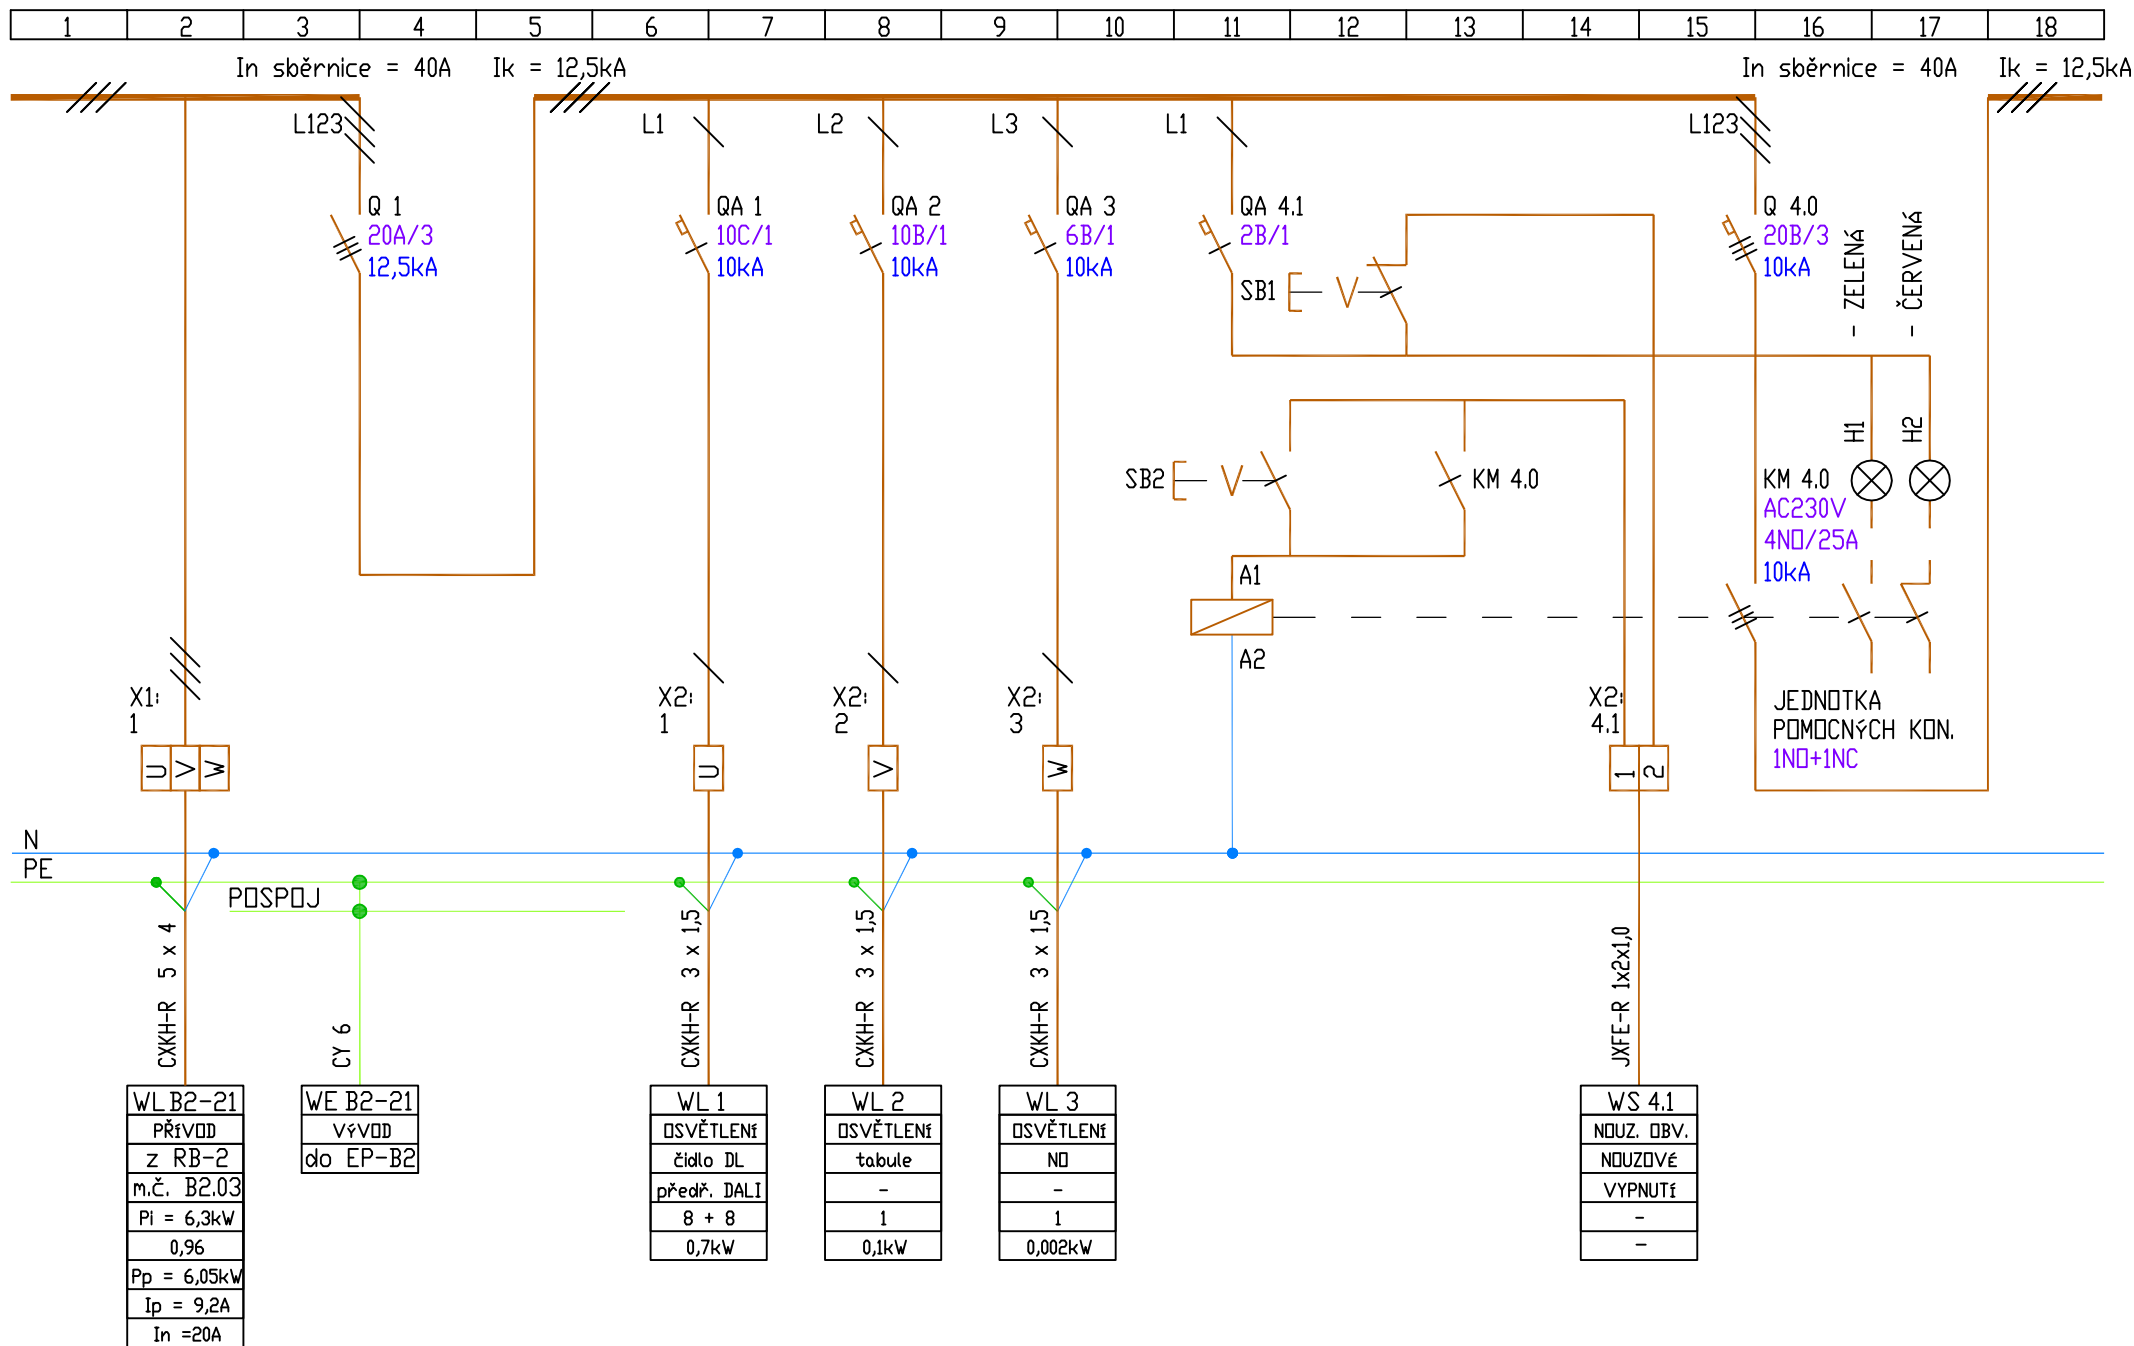 1 2 3 4 5 6 7 8 9 10 11 12 13 14 15 16 17 18
In sběrnice = 40A Ik = 12,5kA
In sběrnice = 40A Ik = 12,5kA
L123
L1
L2
L3
L1
L123
Q 1
20A/3
12,5kA
QA 1
10C/1
10kA
QA 2
10B/1
10kA
QA 3
6B/1
10kA
QA 4.1
2B/1
Q 4.0
20B/3
10kA
- ZELENÁ
- ČERVENÁ
SB1
V
H1
H2
SB2
V
KM 4.0
KM 4.0
AC230V
4NO/25A
10kA
A1
A2
X1:
1
X2:
1
X2:
2
X2:
3
X2:
4.1
JEDNOTKA
POMOCNÝCH KON.
1NO+1NC
U V W
U
V
W
1 2
N
PE
POSPOJ
CXKH-R 5 x 4
CY 6
CXKH-R 3 x 1,5
CXKH-R 3 x 1,5
CXKH-R 3 x 1,5
JXFE-R 1x2x1,0
WL B2-21
PŘÍVOD
z RB-2
m.č. B2.03
Pi = 6,3kW
0,96
Pp = 6,05kW
Ip = 9,2A
In =20A
WE B2-21
VÝVOD
do EP-B2
WL 1
OSVĚTLENÍ
čidlo DL
předř. DALI
8 + 8
0,7kW
WL 2
OSVĚTLENÍ
tabule
-
1
0,1kW
WL 3
OSVĚTLENÍ
NO
-
1
0,002kW
WS 4.1
NOUZ. OBV.
NOUZOVÉ
VYPNUTÍ
-
-